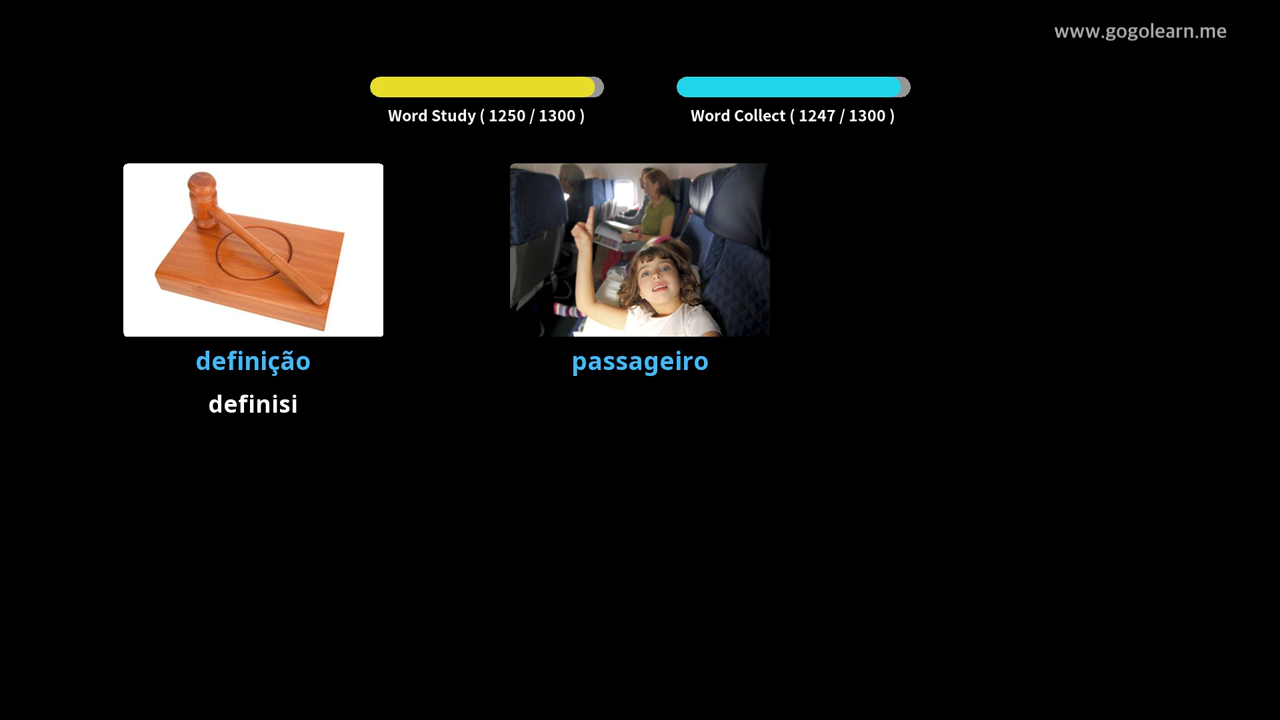 www.gogolearn.me
Word Study ( 1250 / 1300 )
Word Collect ( 1247 / 1300 )
definição
passageiro
definisi